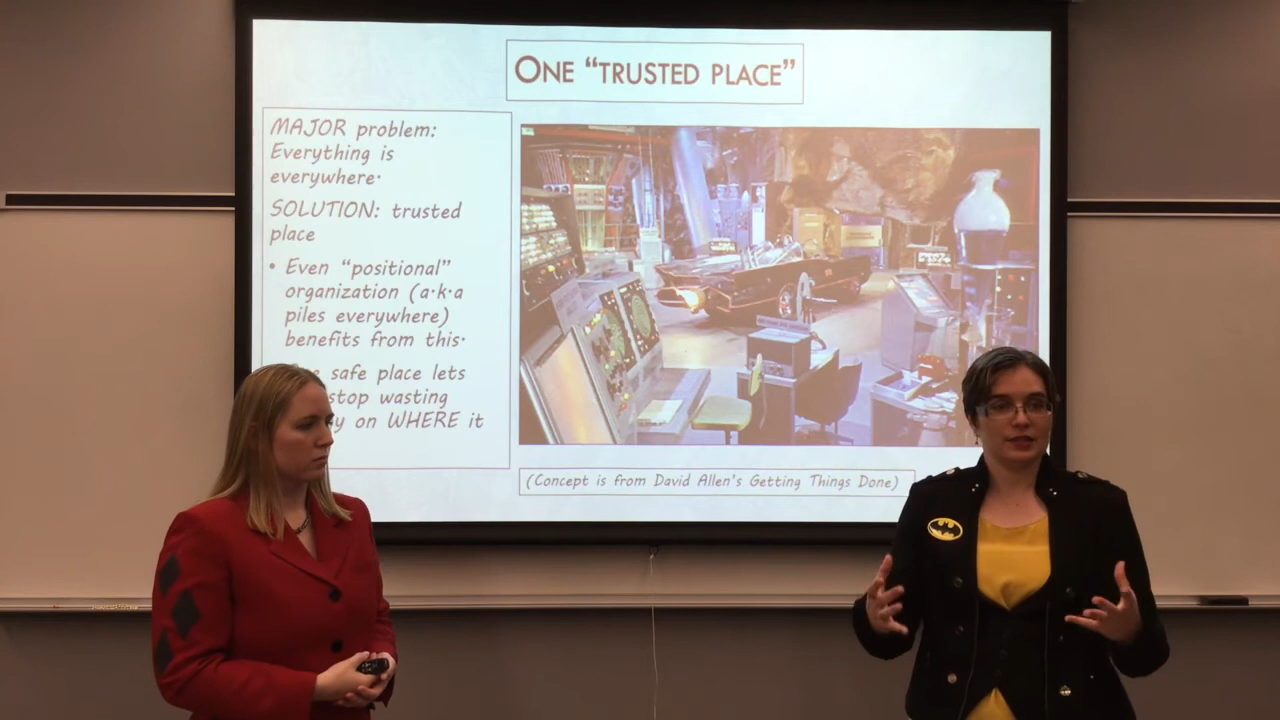 ONE “TRUSTED PLACE”
MAJOR problem:
Everything is
everywhere.
SOLUTION: trusted
place
• Even “positional”
organization (a.k.a
piles everywhere)
benefits from this.
safe place lets
stop wasting
on WHERE it
(Concept is from David Allen's Getting Things Done)